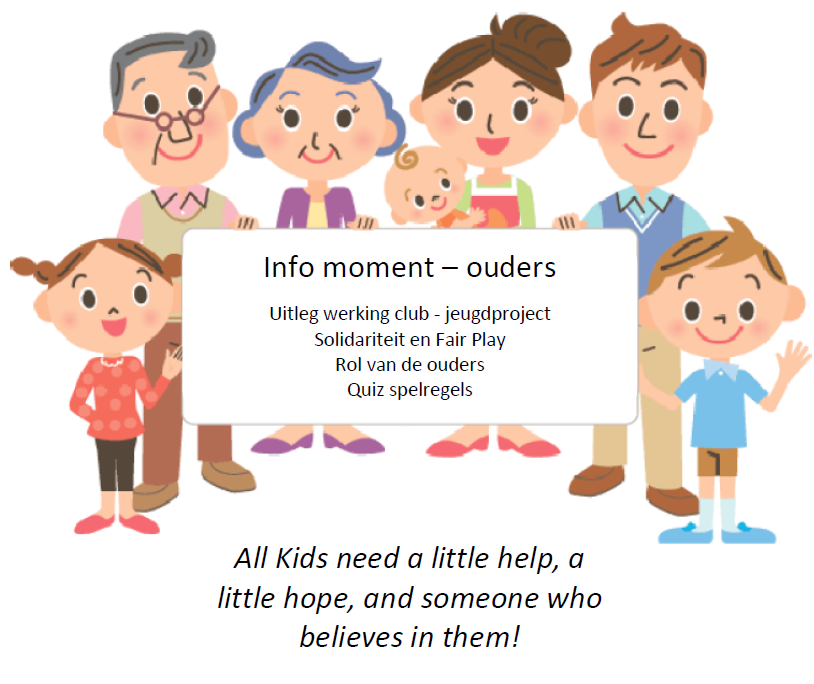 Info moment – ouders
Uitleg werking club - jeugdproject
Solidariteit en Fair Play
Rol van de ouders
Quiz spelregels
All Kids need a little help, a
little hope, and someone who
believes in them!